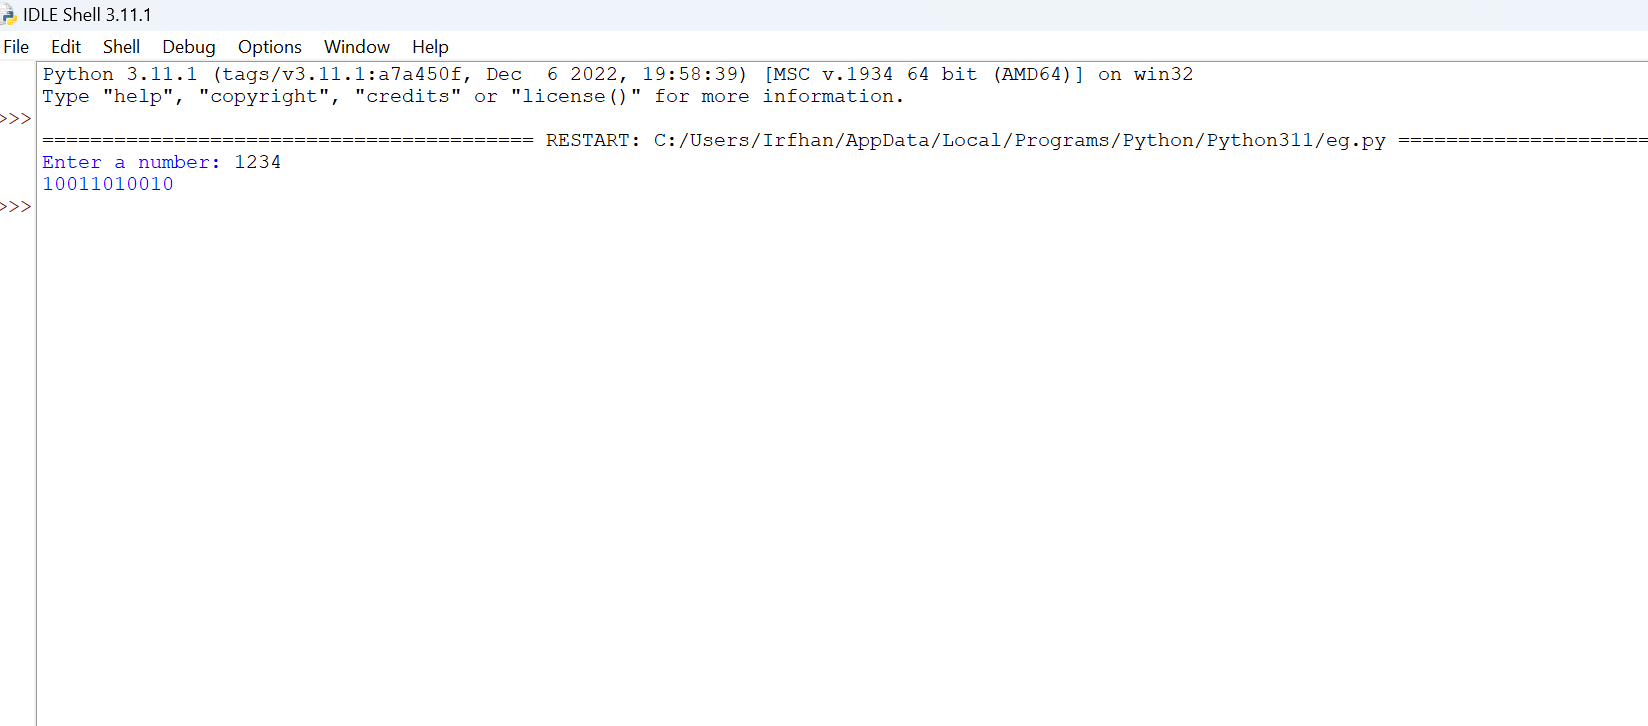 IDLE Shell 3.11.1
File Edit Shell Debug Options Window Help
Python 3.11.1 (tags/v3.11.1:a7a450f, Dec  6 2022, 19:58:39) [MSC v.1934 64 bit (AMD64)] on win32
Type "help", "copyright", "credits" or "license()" for more information.
>>>
========================================= RESTART: C:/Users/Irfhan/AppData/Local/Programs/Python/Python311/eg.py =====================
Enter a number: 1234
10011010010
>>>